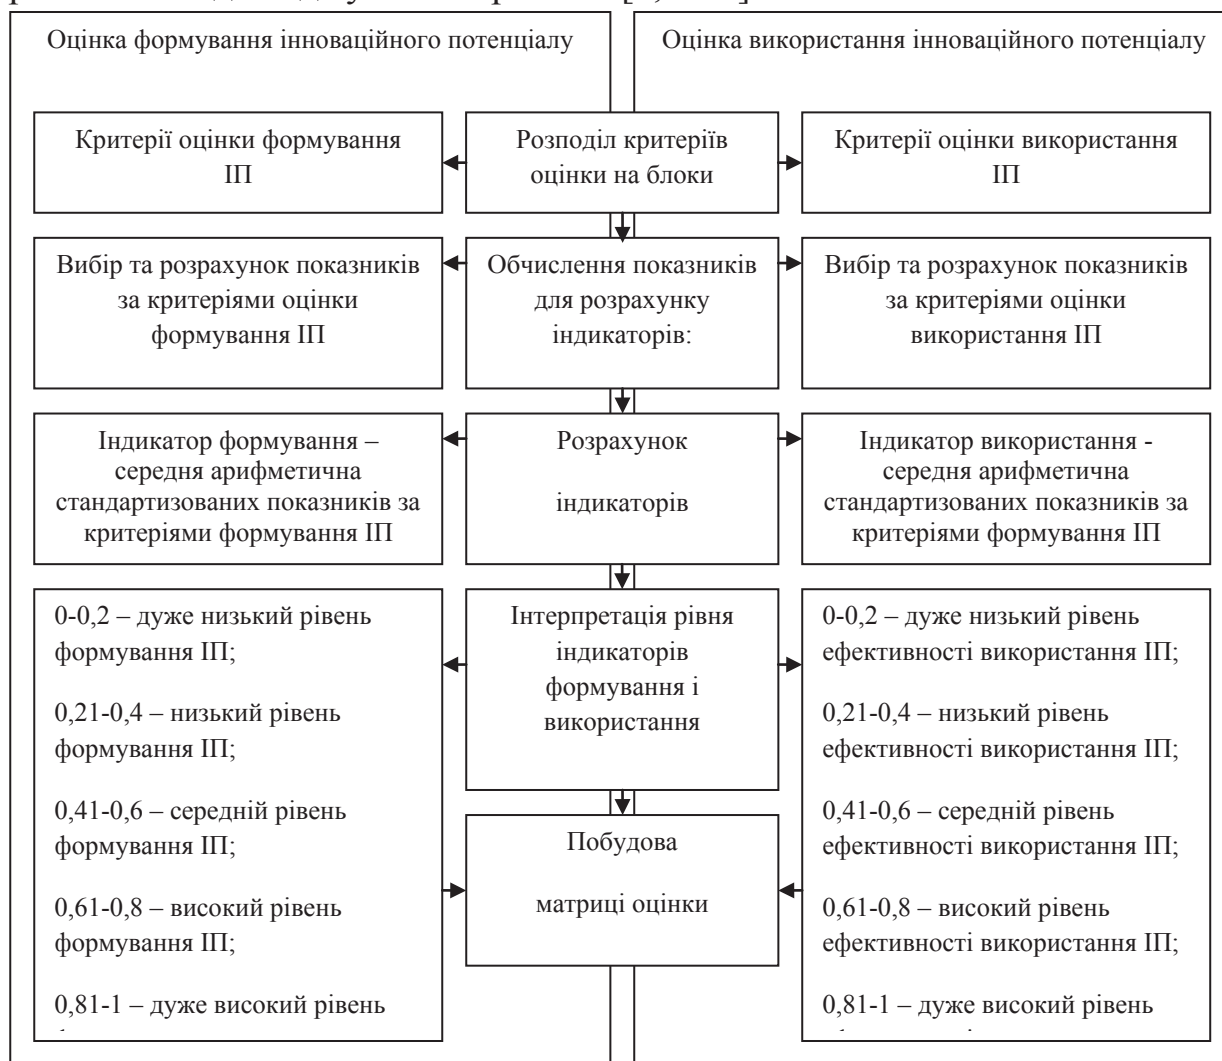 Оцінка формування інноваційного потенціалу
Оцінка використання інноваційного потенціалу
Критерії оцінки формування
ІП
Розподіл критеріїв
оцінки на блоки
Критерії оцінки використання
ІП
Вибір та розрахунок показників
за критеріями оцінки
формування ІП
Обчислення показників
для розрахунку
індикаторів:
Вибір та розрахунок показників
за критеріями оцінки
використання ІП
Індикатор формування –
середня арифметична
стандартизованих показників за
критеріями формування ІП
Розрахунок
індикаторів
Індикатор використання -
середня арифметична
стандартизованих показників за
критеріями формування ІП
0-0,2 – дуже низький рівень
формування ІП;
0,21-0,4 – низький рівень
формування ІП;
0,41-0,6 – середній рівень
формування ІП;
0,61-0,8 – високий рівень
формування ІП;
0,81-1 – дуже високий рівень
Інтерпретація рівня
індикаторів
формування і
використання
Побудова
матриці оцінки
0-0,2 – дуже низький рівень
ефективності використання ІП;
0,21-0,4 – низький рівень
ефективності використання ІП;
0,41-0,6 – середній рівень
ефективності використання ІП;
0,61-0,8 – високий рівень
ефективності використання ІП;
0,81-1 – дуже високий рівень